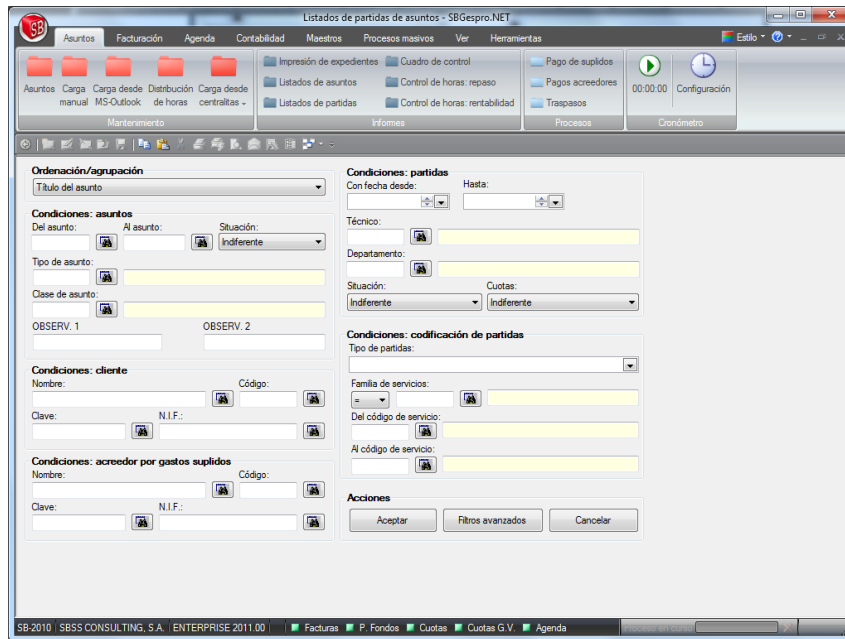 Listados de partidas de asuntos - SBGespro.NET
SB
Asuntos Facturación Agenda Contabilidad Maestros Procesos masivos Ver Herramientas Estilo
Impresión de expedientes Cuadro de control Pago de suplidos
Listados de asuntos Control de horas: repaso Pagos acreedores
Listados de partidas Control de horas: rentabilidad Traspasos
Asuntos Carga manual Carga desde MS-Outlook Distribución de horas Carga desde centralitas
00:00:00 Configuración
Mantenimiento Informes Procesos Cronómetro
Ordenación/agrupación
Título del asunto
Condiciones: asuntos
Del asunto: Al asunto: Situación:
Indiferente
Tipo de asunto:
Clase de asunto:
OBSERV. 1 OBSERV. 2
Condiciones: cliente
Nombre: Código:
Clave: N.I.F.:
Condiciones: acreedor por gastos suplidos
Nombre: Código:
Clave: N.I.F.:
Condiciones: partidas
Con fecha desde: Hasta:
Técnico:
Departamento:
Situación: Cuotas:
Indiferente Indiferente
Condiciones: codificación de partidas
Tipo de partidas:
Familia de servicios:
=
Del código de servicio:
Al código de servicio:
Acciones
Aceptar Filtros avanzados Cancelar
SB-2010 SBSS CONSULTING, S.A. ENTERPRISE 2011.00 Facturas P. Fondos Cuotas Cuotas G.V. Agenda Proceso en curso